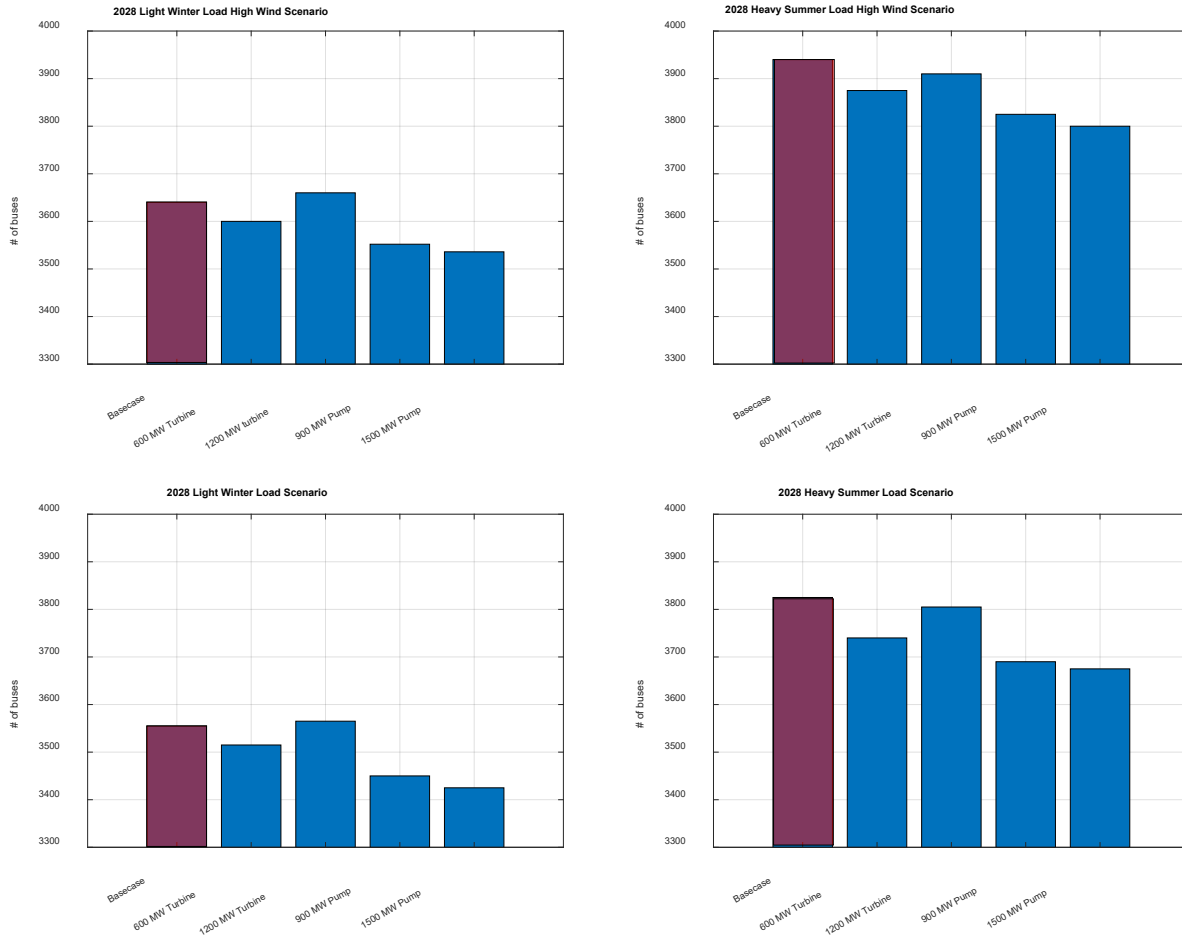 2028 Light Winter Load High Wind Scenario
4000
3900
3800
3700
3600
3500
3400
3300
# of buses
Basecase
600 MW Turbine
1200 MW turbine
900 MW Pump
1500 MW Pump
2028 Heavy Summer Load High Wind Scenario
4000
3900
3800
3700
3600
3500
3400
3300
# of buses
Basecase
600 MW Turbine
1200 MW Turbine
900 MW Pump
1500 MW Pump
2028 Light Winter Load Scenario
4000
3900
3800
3700
3600
3500
3400
3300
# of buses
Basecase
600 MW Turbine
1200 MW Turbine
900 MW Pump
1500 MW Pump
2028 Heavy Summer Load Scenario
4000
3900
3800
3700
3600
3500
3400
3300
# of buses
Basecase
600 MW Turbine
1200 MW Turbine
900 MW Pump
1500 MW Pump